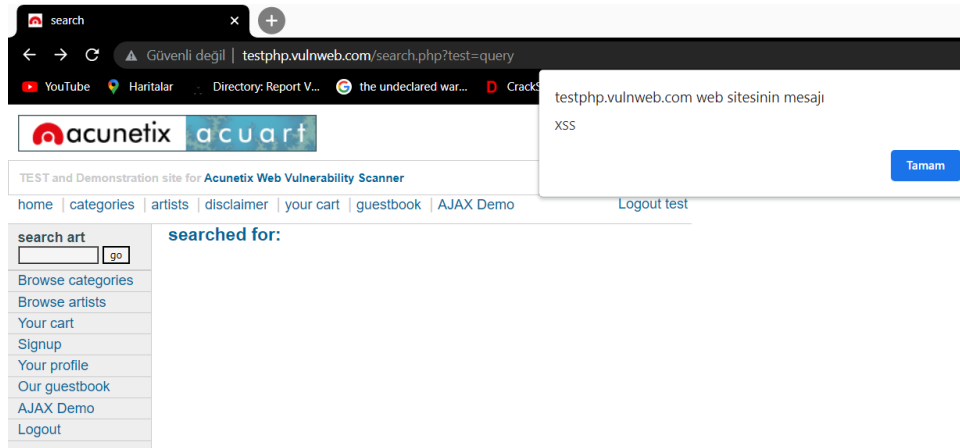 search
Güvenli değil | testphp.vulnweb.com/search.php?test=query
YouTube Haritalar Directory: Report V... the undeclared war... D
testphp.vulnweb.com web sitesinin mesajı
XSS
Tamam
acunetix acuart
TEST and Demonstration site for Acunetix Web Vulnerability Scanner
home | categories | artists | disclaimer | your cart | guestbook | AJAX Demo Logout test
search art
go
searched for:
Browse categories
Browse artists
Your cart
Signup
Your profile
Our guestbook
AJAX Demo
Logout